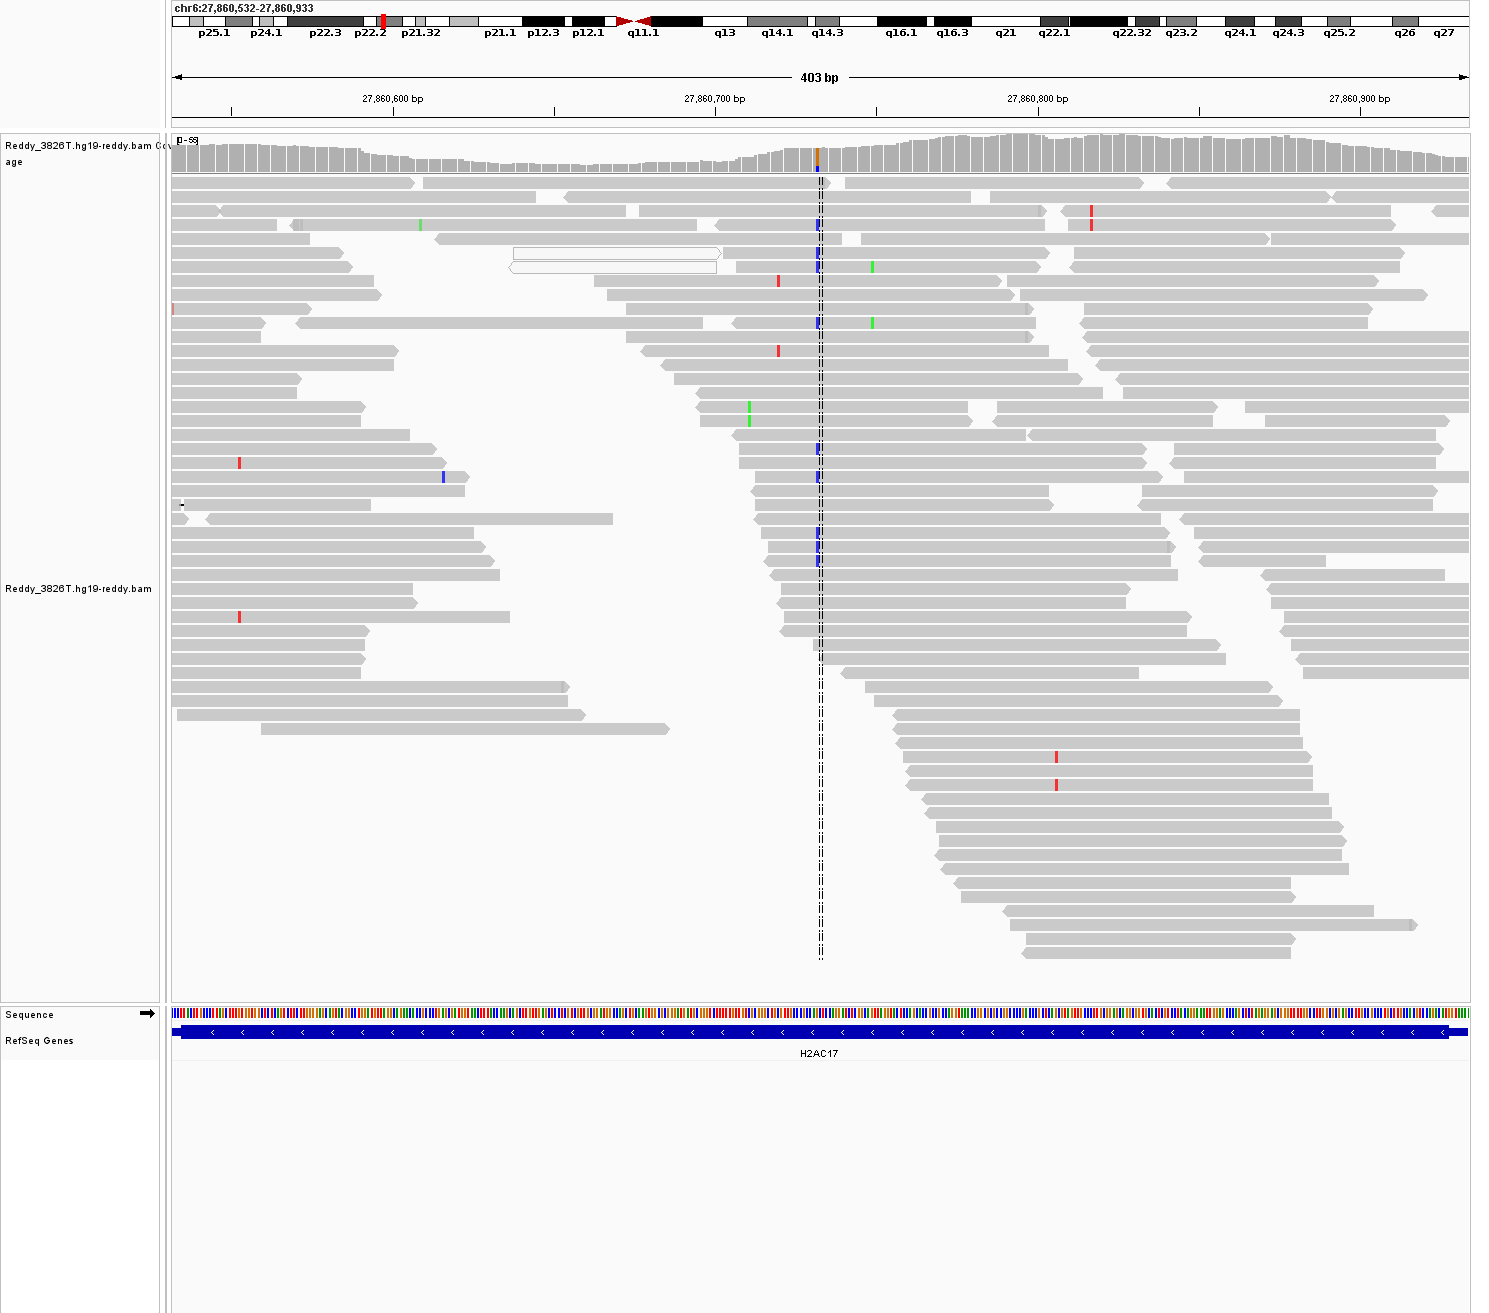 chr6:27,860,532-27,860,933
p25.1 p24.1 p22.3 p22.2 p21.32 p21.1 p12.3 p12.1 q11.1 q13 q14.1 q14.3 q16.1 q16.3 q21 q22.1 q22.32 q23.2 q24.1 q24.3 q25.2 q26 q27
403 bp
27,860,600 bp 27,860,700 bp 27,860,800 bp 27,860,900 bp
Reddy_3826T.hg19-reddy.bam Cov
age
Reddy_3826T.hg19-reddy.bam
Sequence
RefSeq Genes
H2AC17